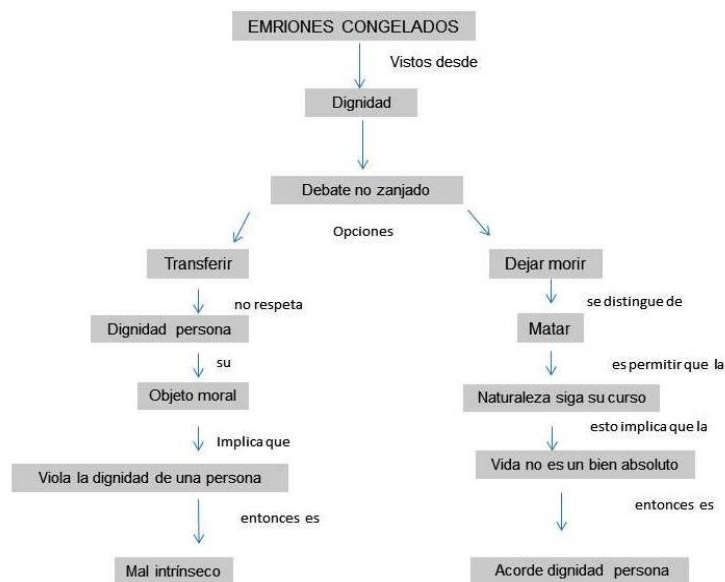 EMRIONES CONGELADOS
Vistos desde
Dignidad
Debate no zanjado
Opciones
Transferir
Dejar morir
no respeta
se distingue de
Dignidad persona
Matar
su
es permitir que la
Objeto moral
Naturaleza siga su curso
Implica que
esto implica que la
Viola la dignidad de una persona
Vida no es un bien absoluto
entonces es
entonces es
Mal intrínseco
Acorde dignidad persona